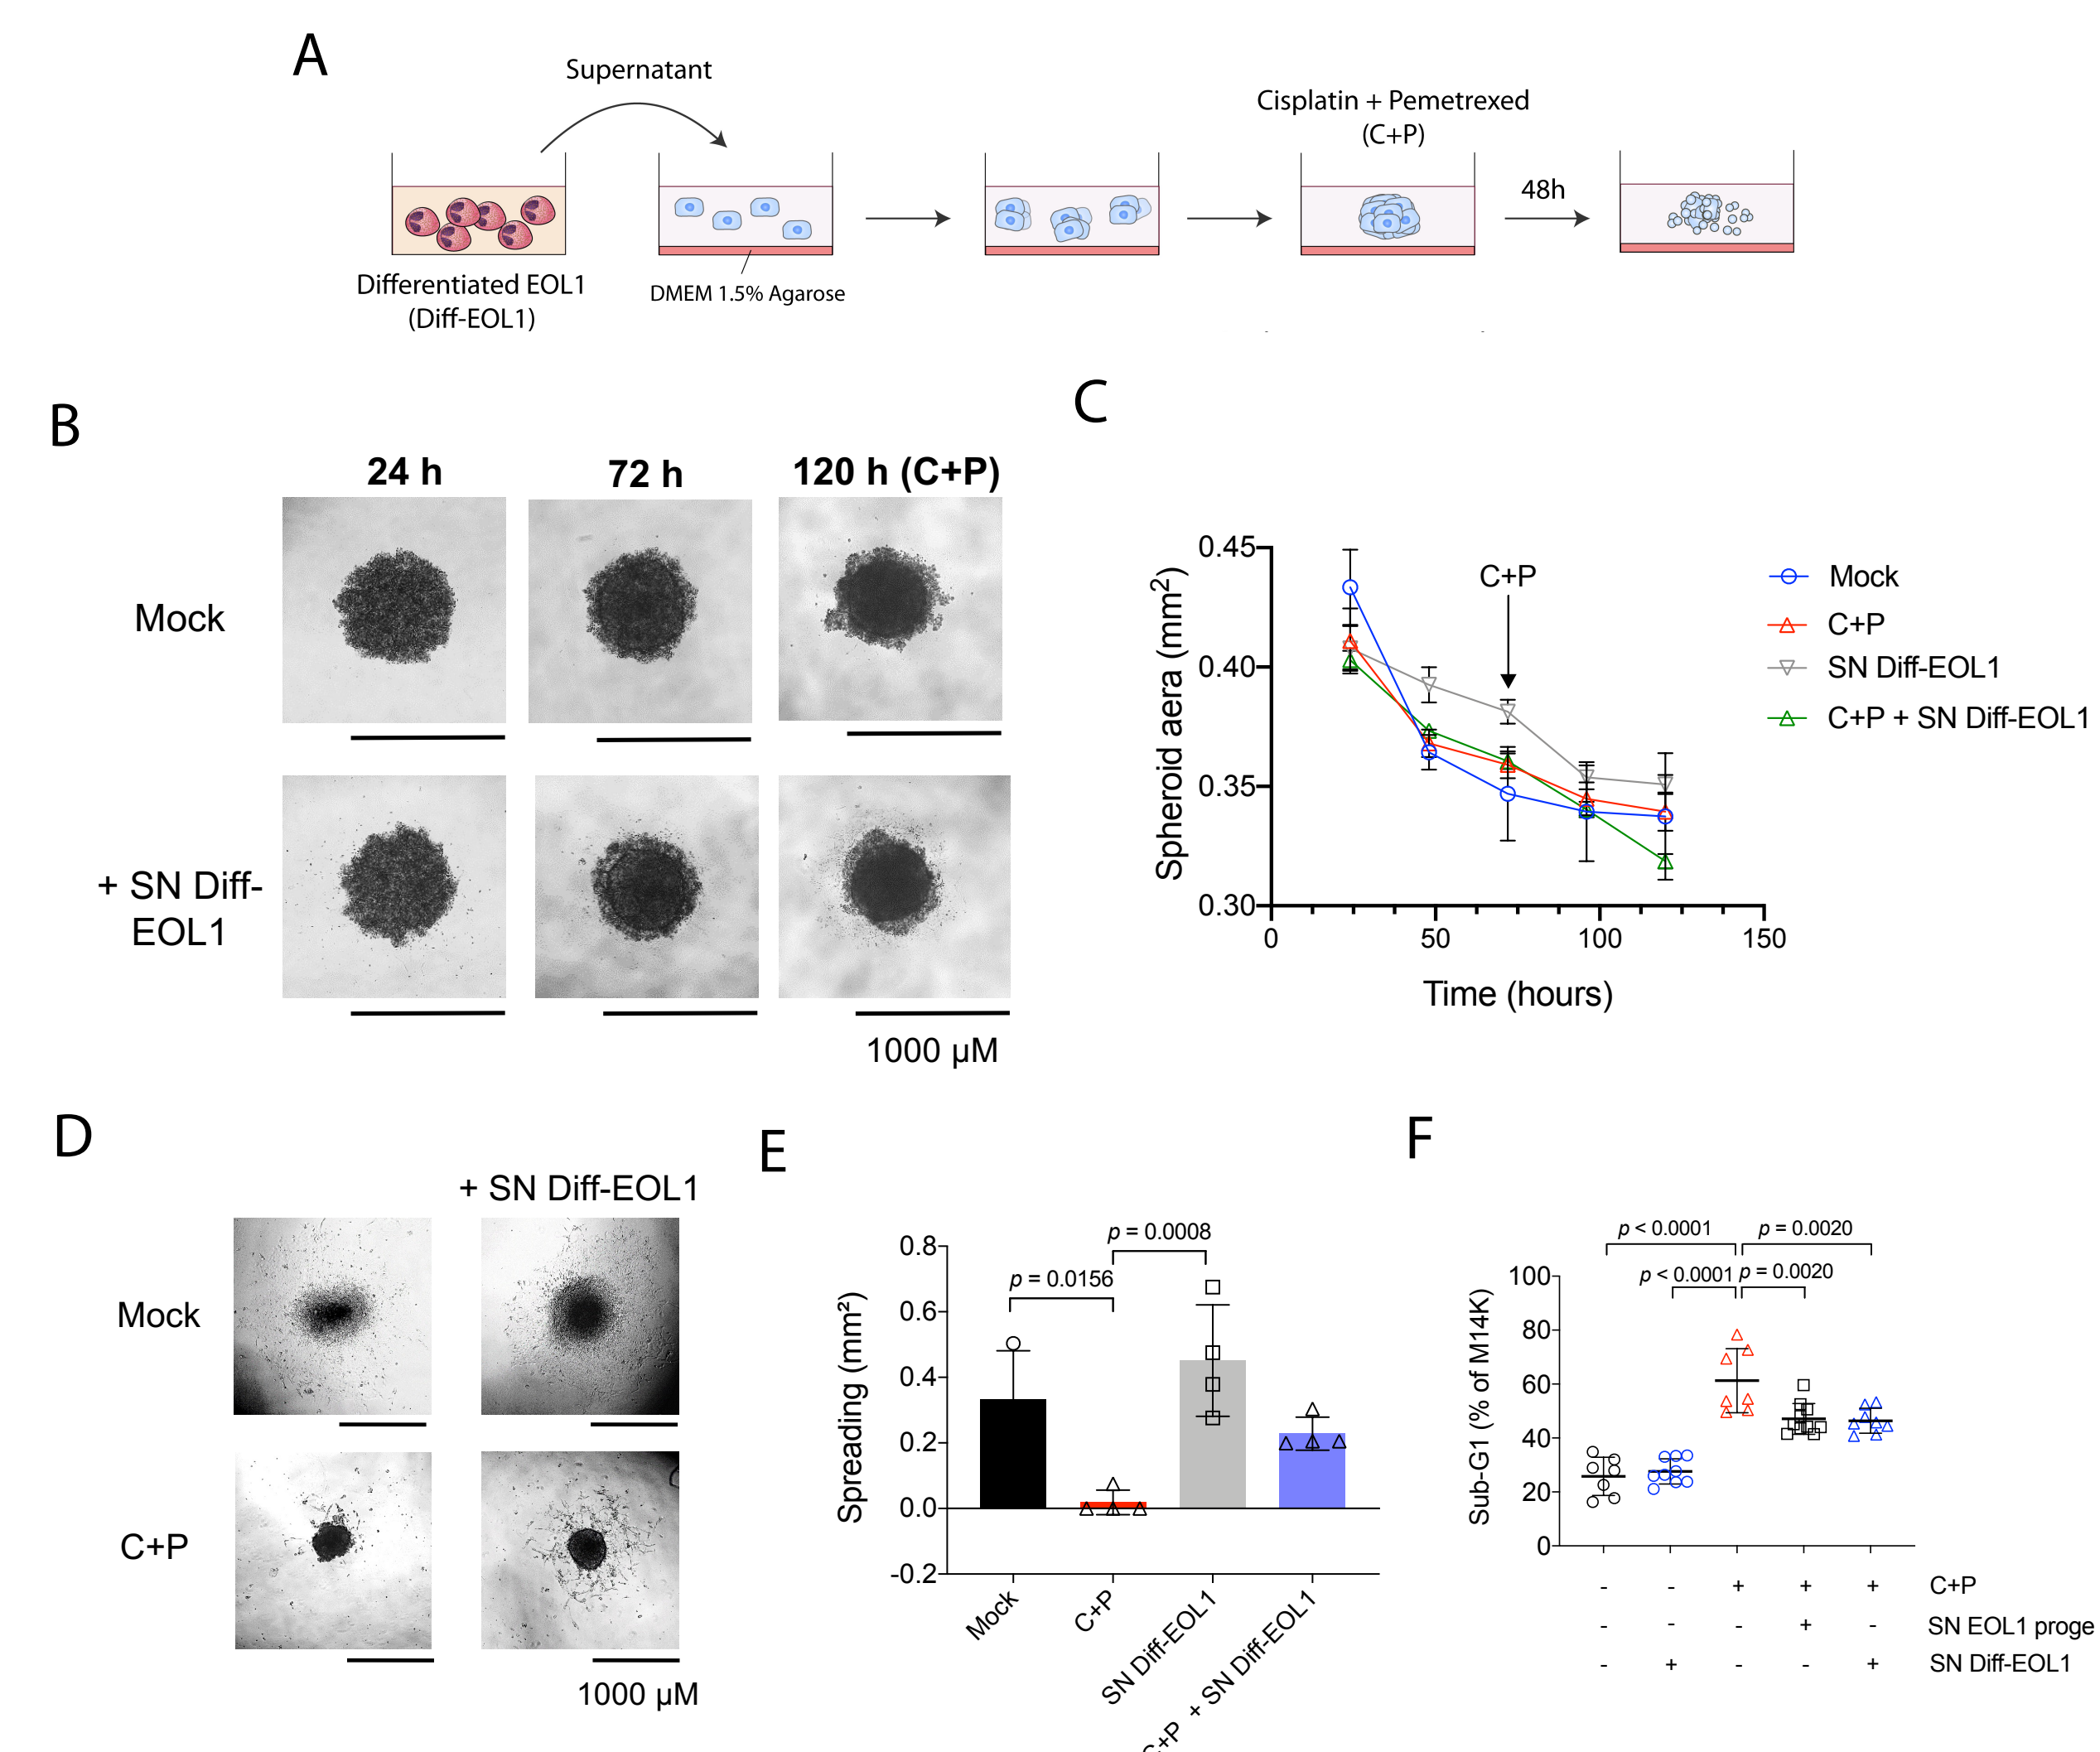 A
Supernatant
Cisplatin + Pemetrexed
(C+P)
48h
Differentiated EOL1
(Diff-EOL1)
DMEM 1.5% Agarose
B
24 h
72 h
120 h (C+P)
Mock
+ SN Diff-
EOL1
1000 µM
C
Spheroid aera (mm²)
0.45
0.40
0.35
0.30
0
50
100
150
Time (hours)
C+P
Mock
C+P
SN Diff-EOL1
C+P + SN Diff-EOL1
D
+ SN Diff-EOL1
Mock
C+P
1000 µM
E
Spreading (mm²)
0.8
0.6
0.4
0.2
0.0
-0.2
p = 0.0008
p = 0.0156
Mock
C+P
SN Diff-EOL1
C+P + SN Diff-EOL1
F
Sub-G1 (% of M14K)
100
80
60
40
20
0
p < 0.0001
p = 0.0020
p < 0.0001
p = 0.0020
- - + + + C+P
- - - + - SN EOL1 proge
- + - - + SN Diff-EOL1